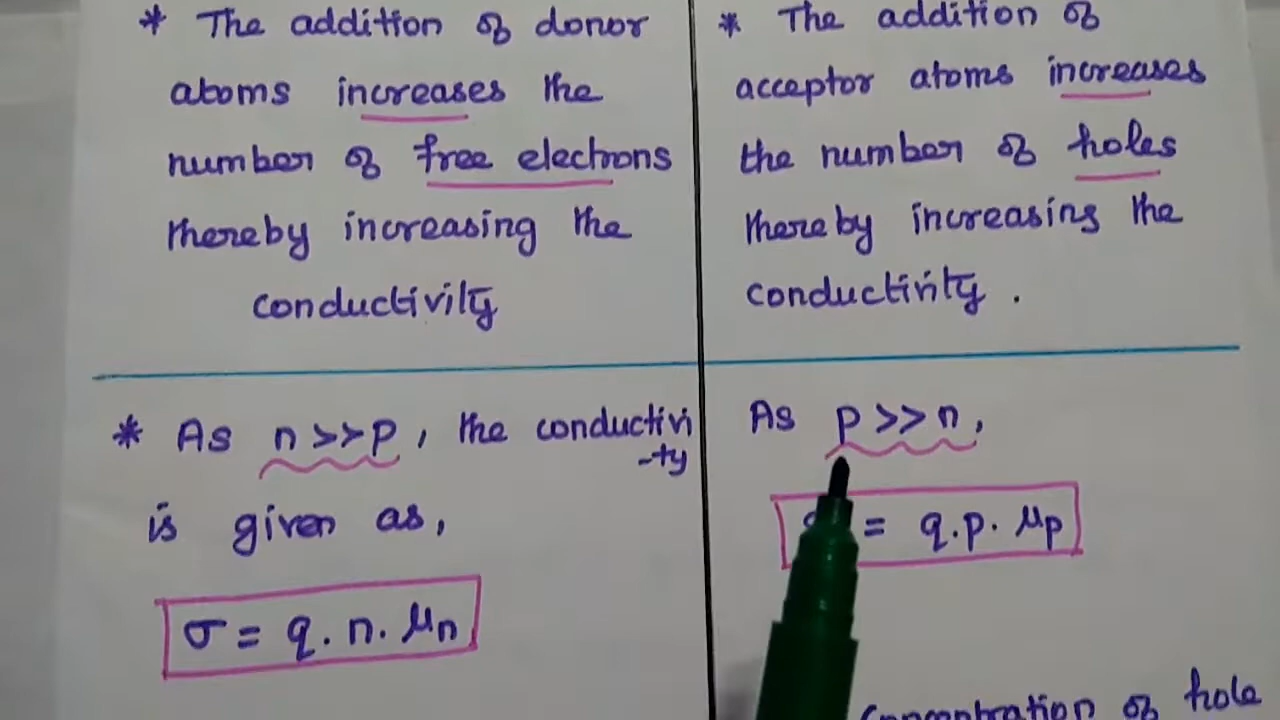 * The addition of donor
atoms increases the
number of free electrons
thereby increasing the
conductivity
* As n>>p, the conductivi
-ty
is given as,
σ = q.n.μn
* The addition of
acceptor atoms increases
the number of holes
thereby increasing the
conductivity.
As p>>n,
= q.p.μp
concentration of hole